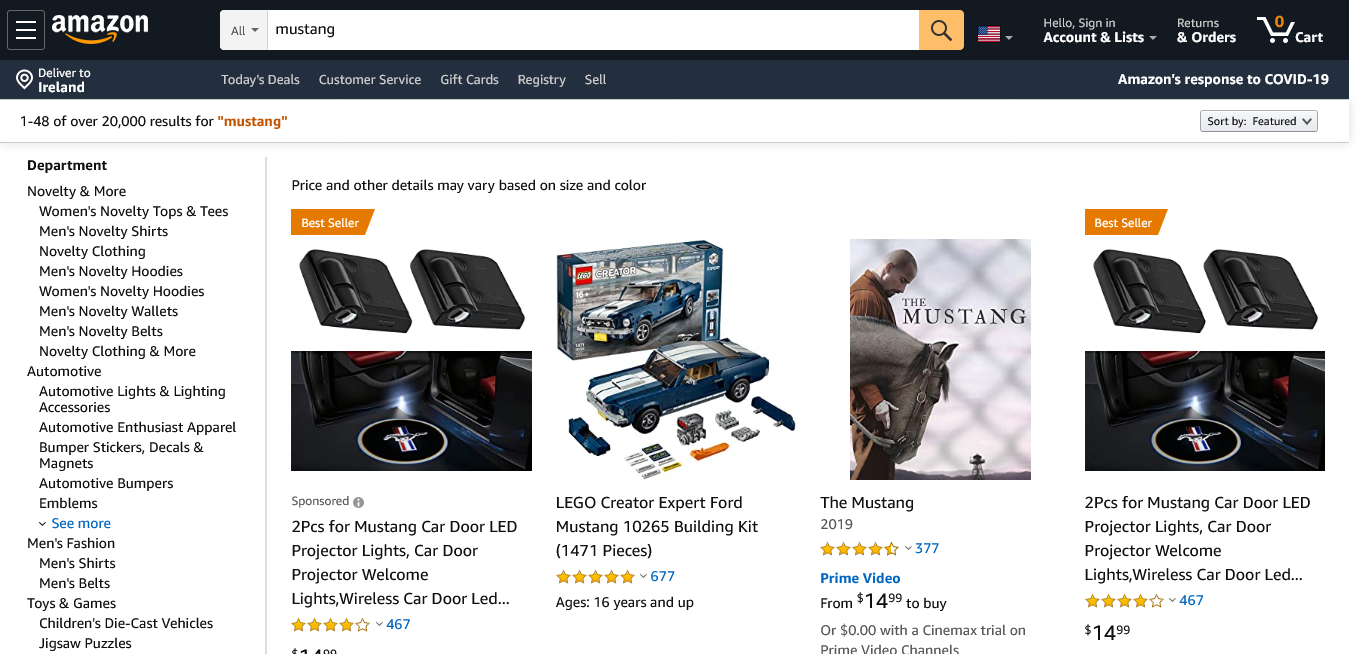 amazon
All
mustang
Hello, Sign in
Account & Lists
Returns
& Orders
0
Cart
Deliver to
Ireland
Today's Deals
Customer Service
Gift Cards
Registry
Sell
Amazon's response to COVID-19
1-48 of over 20,000 results for "mustang"
Sort by: Featured
Department
Novelty & More
Women's Novelty Tops & Tees
Men's Novelty Shirts
Novelty Clothing
Men's Novelty Hoodies
Women's Novelty Hoodies
Men's Novelty Wallets
Men's Novelty Belts
Novelty Clothing & More
Automotive
Automotive Lights & Lighting
Accessories
Automotive Enthusiast Apparel
Bumper Stickers, Decals &
Magnets
Automotive Bumpers
Emblems
See more
Men's Fashion
Men's Shirts
Men's Belts
Toys & Games
Children's Die-Cast Vehicles
Jigsaw Puzzles
Price and other details may vary based on size and color
Best Seller
Sponsored
2Pcs for Mustang Car Door LED
Projector Lights, Car Door
Projector Welcome
Lights,Wireless Car Door Led...
467
$14.99
LEGO
CREATOR
EXPERT
16+
LEGO Creator Expert Ford
Mustang 10265 Building Kit
(1471 Pieces)
677
Ages: 16 years and up
THE
MUSTANG
The Mustang
2019
377
Prime Video
From $14.99 to buy
Or $0.00 with a Cinemax trial on
Prime Video Channels
Best Seller
2Pcs for Mustang Car Door LED
Projector Lights, Car Door
Projector Welcome
Lights,Wireless Car Door Led...
467
$14.99